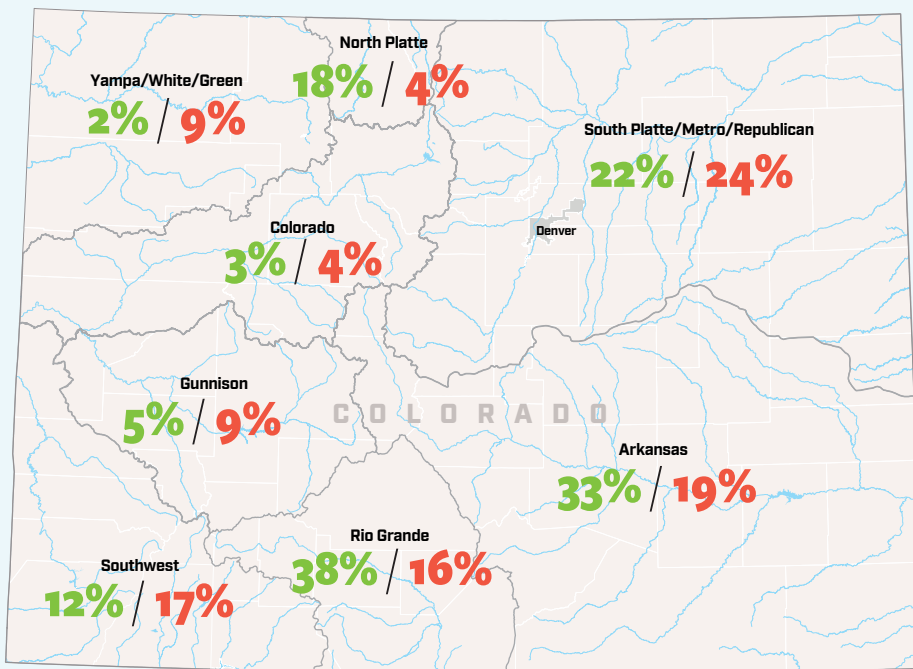 North Platte
18% / 4%
Yampa/White/Green
2% / 9%
South Platte/Metro/Republican
22% / 24%
Denver
Colorado
3% / 4%
Gunnison
5% / 9%
COLORADO
Arkansas
33% / 19%
Rio Grande
38% / 16%
Southwest
12% / 17%